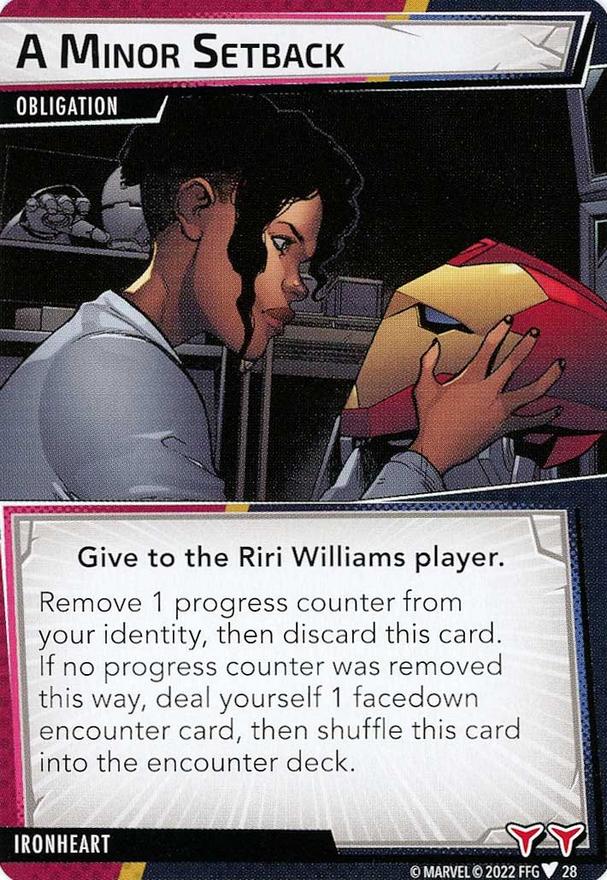 A Minor Setback
OBLIGATION
Give to the Riri Williams player.
Remove 1 progress counter from
your identity, then discard this card.
If no progress counter was removed
this way, deal yourself 1 facedown
encounter card, then shuffle this card
into the encounter deck.
IRONHEART
© MARVEL © 2022 FFG 28